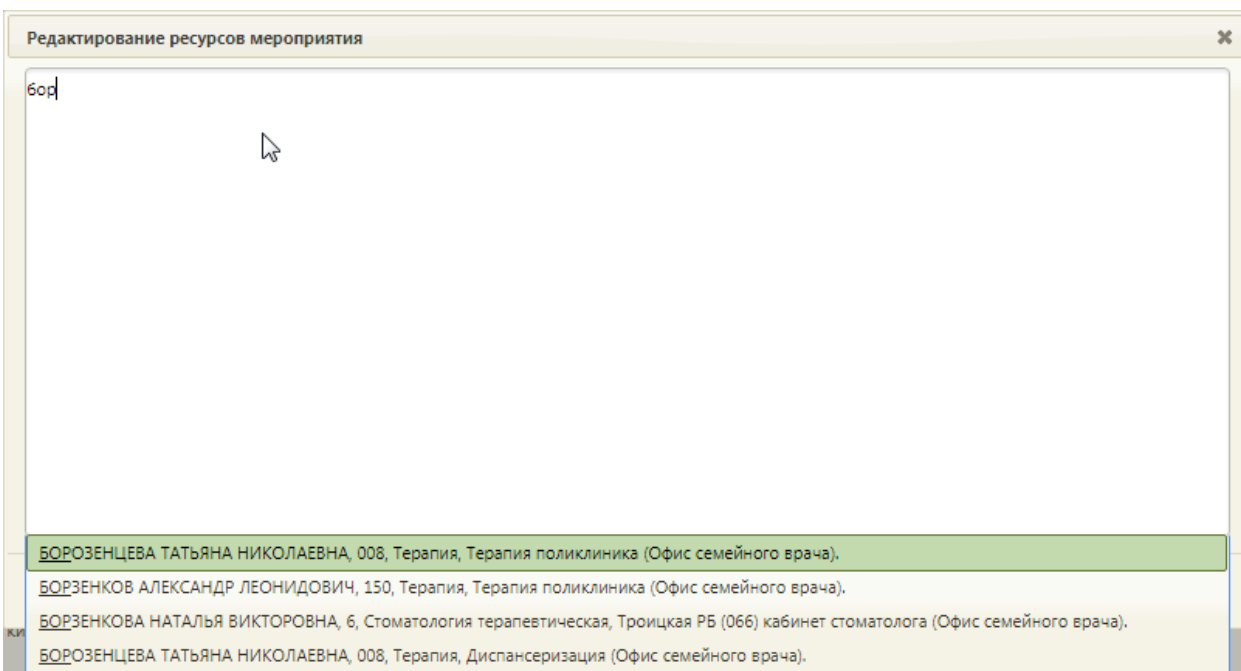 Редактирование ресурсов мероприятия
бор
БОРОЗЕНЦЕВА ТАТЬЯНА НИКОЛАЕВНА, 008, Терапия, Терапия поликлиника (Офис семейного врача).
БОРЗЕНКОВ АЛЕКСАНДР ЛЕОНИДОВИЧ, 150, Терапия, Терапия поликлиника (Офис семейного врача).
БОРЗЕНКОВА НАТАЛЬЯ ВИКТОРОВНА, 6, Стоматология терапевтическая, Троицкая РБ (066) кабинет стоматолога (Офис семейного врача).
ки
БОРОЗЕНЦЕВА ТАТЬЯНА НИКОЛАЕВНА, 008, Терапия, Диспансеризация (Офис семейного врача).